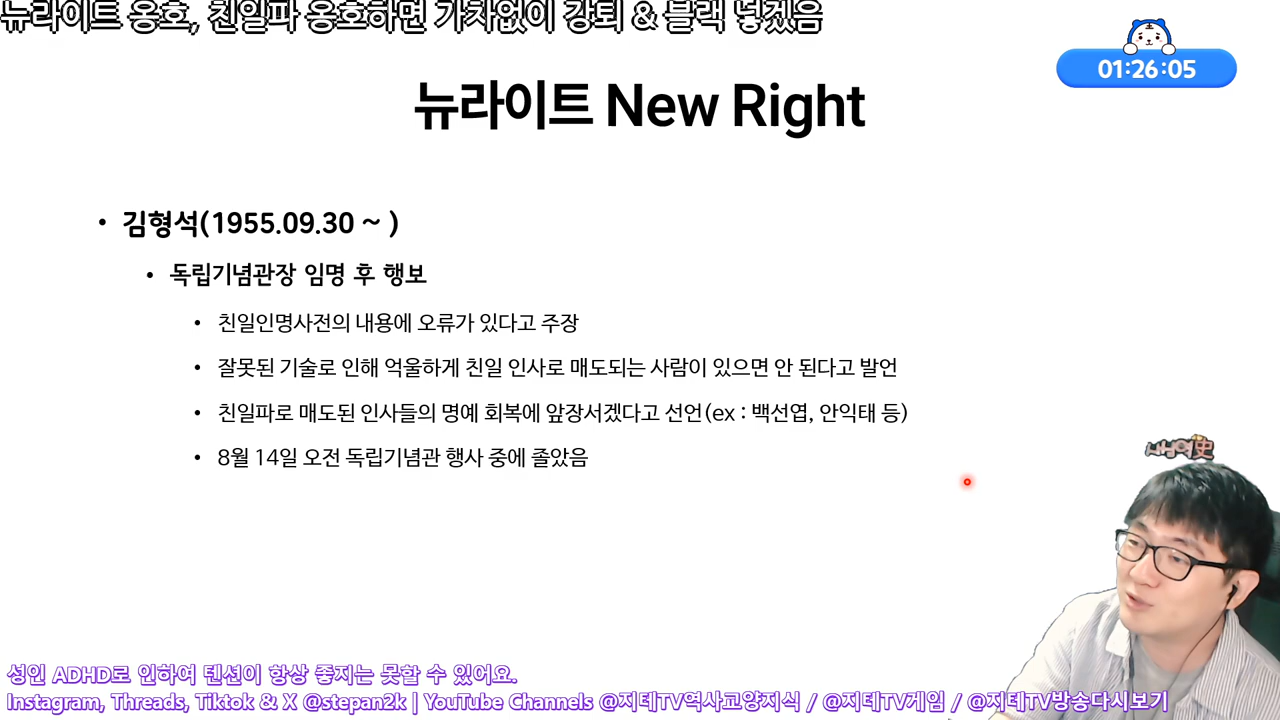 뉴라이트 옹호, 친일파 옹호하면 가차없이 강퇴 & 블랙 넣겠음
01:26:05
뉴라이트 New Right
• 김형석(1955.09.30 ~ )
• 독립기념관장 임명 후 행보
• 친일인명사전의 내용에 오류가 있다고 주장
• 잘못된 기술로 인해 억울하게 친일 인사로 매도되는 사람이 있으면 안 된다고 발언
• 친일파로 매도된 인사들의 명예 회복에 앞장서겠다고 선언(ex : 백선엽, 안익태 등)
• 8월 14일 오전 독립기념관 행사 중에 졸았음
성인 ADHD로 인하여 텐션이 항상 좋지는 못할 수 있어요.
Instagram, Threads, Tiktok & X @stepan2k | YouTube Channels @지테TV역사교양지식 / @지테TV게임 / @지테TV방송다시보기